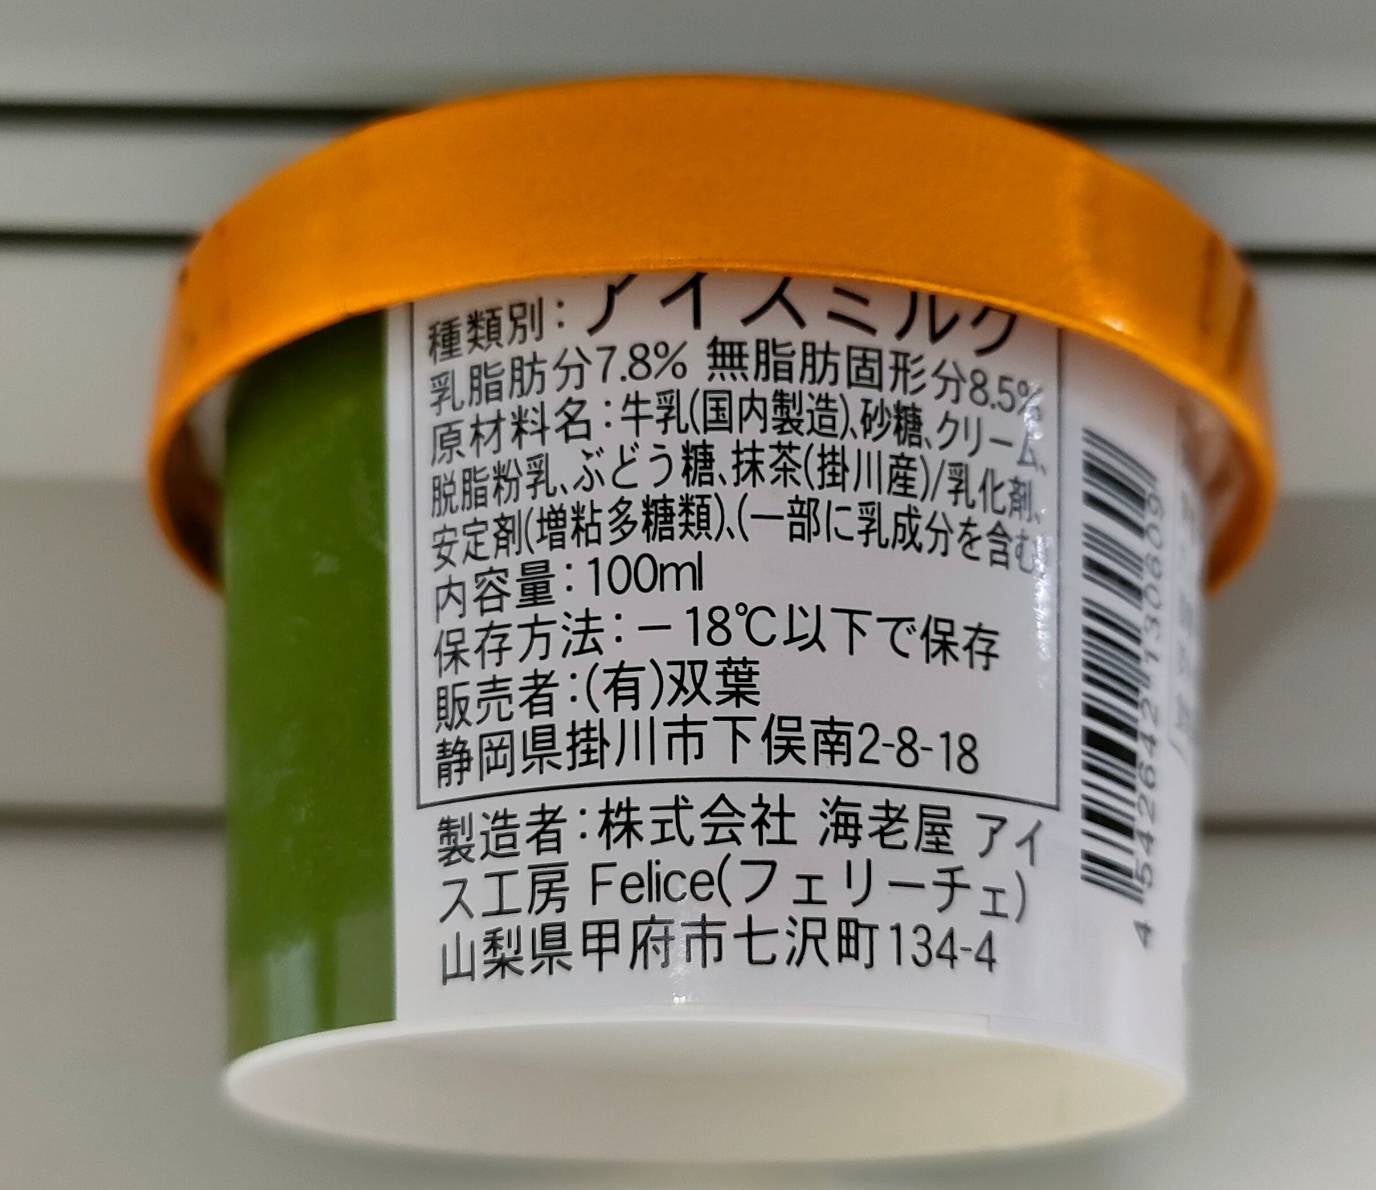 種類別：アイスミルク
乳脂肪分7.8% 無脂肪固形分8.5%
原材料名：牛乳(国内製造)、砂糖、クリーム、
脱脂粉乳、ぶどう糖、抹茶(掛川産)/乳化剤、
安定剤(増粘多糖類)、(一部に乳成分を含む
内容量：100ml
保存方法：－18℃以下で保存
販売者：(有)双葉
静岡県掛川市下俣南2-8-18
製造者：株式会社 海老屋 アイ
ス工房 Felice(フェリーチェ)
山梨県甲府市七沢町134-4
4 542642 130609